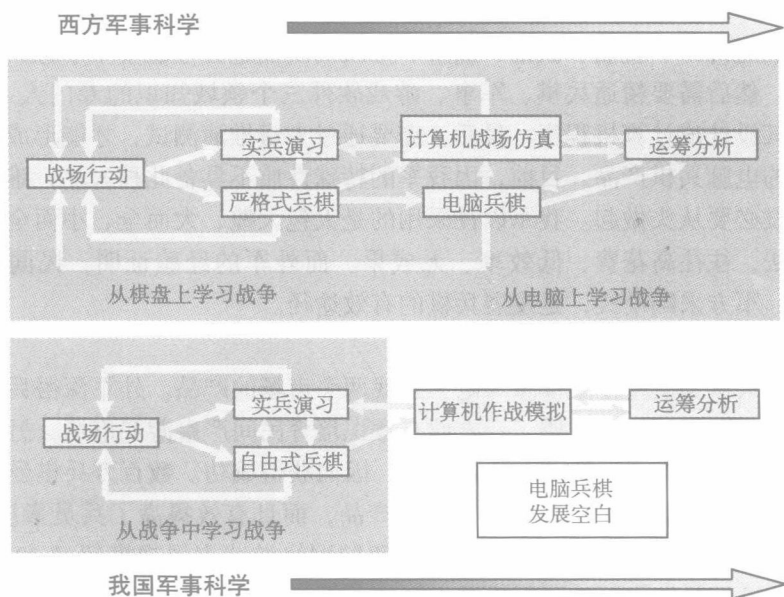 西方军事科学
实兵演习
计算机战场仿真
运筹分析
战场行动
严格式兵棋
电脑兵棋
从棋盘上学习战争
从电脑上学习战争
实兵演习
计算机作战模拟
运筹分析
战场行动
自由式兵棋
电脑兵棋
发展空白
从战争中学习战争
我国军事科学